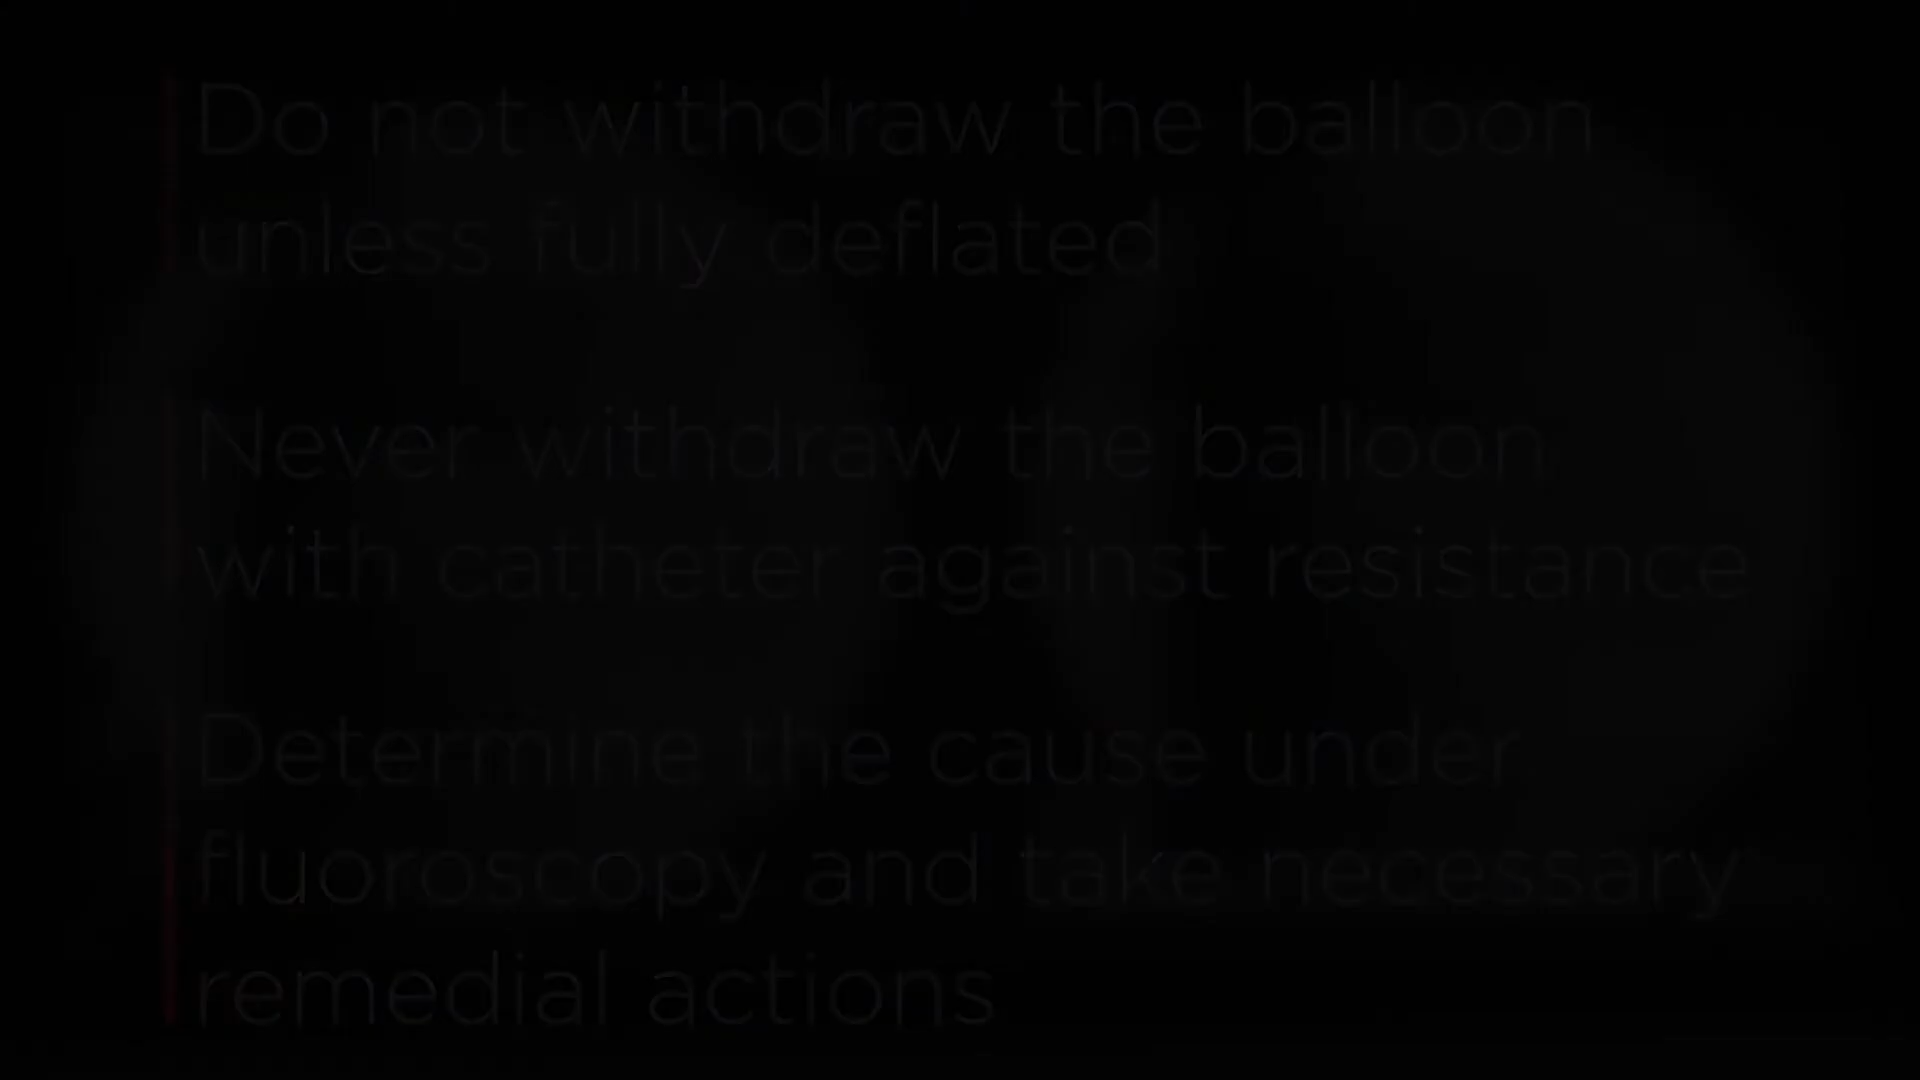 Do not withdraw the balloon
unless fully deflated
Never withdraw the balloon
with catheter against resistance
Determine the cause under
fluoroscopy and take necessary
remedial actions